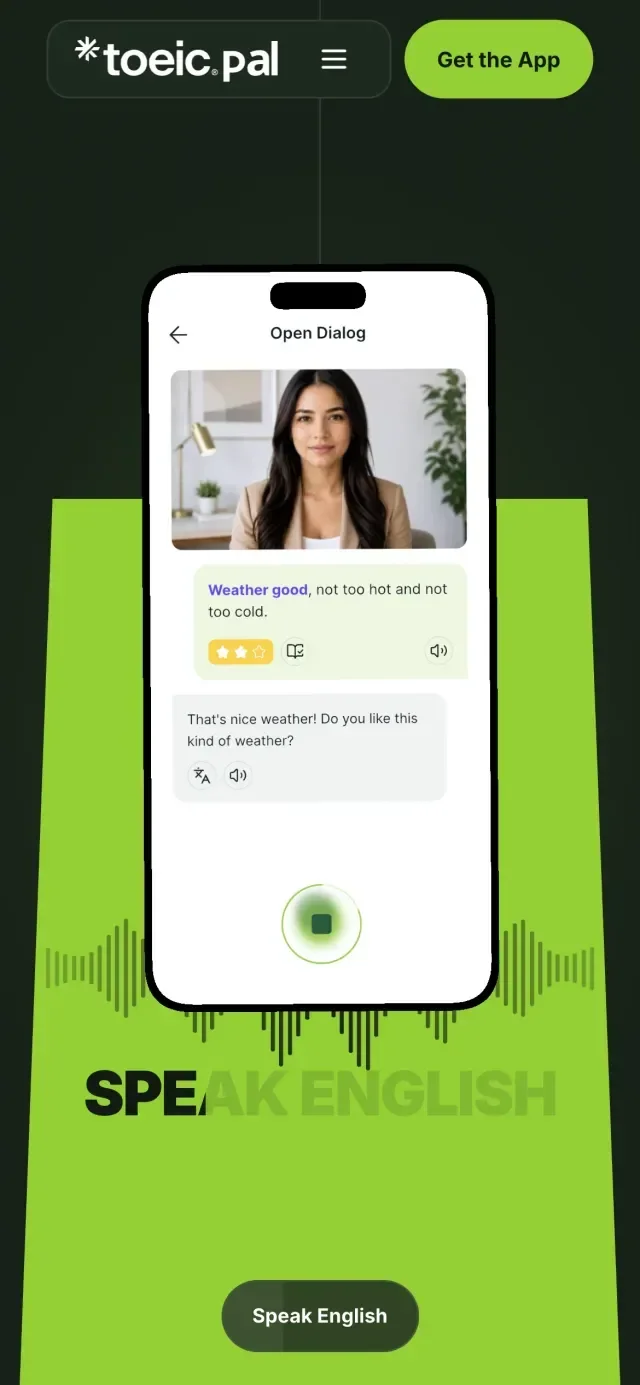 toeic® pal
Get the App
Open Dialog
Weather good, not too hot and not
too cold.
That's nice weather! Do you like this
kind of weather?
SPEAK ENGLISH
Speak English